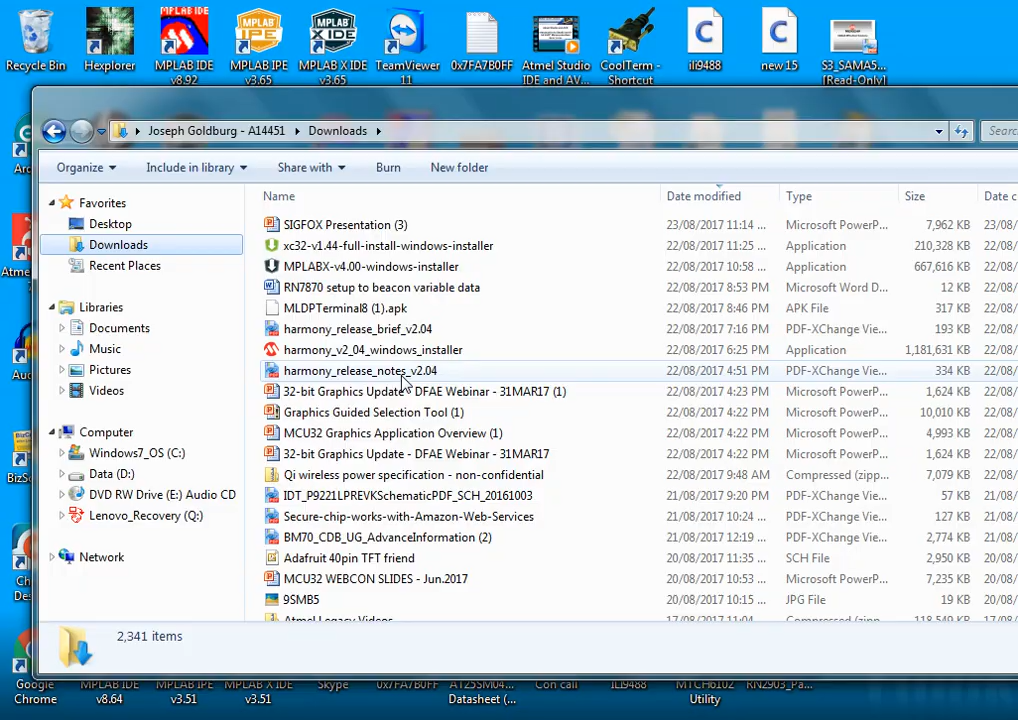 Recycle Bin
Hexplorer
MPLAB IDE v8.92
MPLAB IPE v3.65
MPLAB X IDE v3.65
TeamViewer 11
0x7FA7B0FF
Atmel Studio IDE and AV...
CoolTerm - Shortcut
ili9488
new 15
S3_SAMA5... [Read-Only]
Joseph Goldburg - A14451 Downloads
Searc
Organize Include in library Share with Burn New folder
Favorites
Desktop
Downloads
Recent Places
Libraries
Documents
Music
Pictures
Videos
Computer
Windows7_OS (C:)
Data (D:)
DVD RW Drive (E:) Audio CD
Lenovo_Recovery (Q:)
Network
Name Date modified Type Size Date c
SIGFOX Presentation (3) 23/08/2017 11:14 ... Microsoft PowerP... 7,962 KB 23/08
xc32-v1.44-full-install-windows-installer 22/08/2017 11:25 ... Application 210,328 KB 22/08
MPLABX-v4.00-windows-installer 22/08/2017 10:58 ... Application 667,616 KB 22/08
RN7870 setup to beacon variable data 22/08/2017 8:53 PM Microsoft Word D... 12 KB 22/08
MLDPTerminal8 (1).apk 22/08/2017 8:46 PM APK File 317 KB 22/08
harmony_release_brief_v2.04 22/08/2017 7:16 PM PDF-XChange Vie... 193 KB 22/08
harmony_v2_04_windows_installer 22/08/2017 6:25 PM Application 1,181,631 KB 22/08
harmony_release_notes_v2.04 22/08/2017 4:51 PM PDF-XChange Vie... 334 KB 22/08
32-bit Graphics Update - DFAE Webinar - 31MAR17 (1) 22/08/2017 4:23 PM Microsoft PowerP... 1,624 KB 22/08
Graphics Guided Selection Tool (1) 22/08/2017 4:22 PM Microsoft PowerP... 10,010 KB 22/08
MCU32 Graphics Application Overview (1) 22/08/2017 4:22 PM Microsoft PowerP... 4,993 KB 22/08
32-bit Graphics Update - DFAE Webinar - 31MAR17 22/08/2017 4:22 PM Microsoft PowerP... 1,624 KB 22/08
Qi wireless power specification - non-confidential 22/08/2017 9:48 AM Compressed (zipp... 7,079 KB 22/08
IDT_P9221LPREVKSchematicPDF_SCH_20161003 21/08/2017 9:20 PM PDF-XChange Vie... 57 KB 21/08
Secure-chip-works-with-Amazon-Web-Services 21/08/2017 10:24 ... PDF-XChange Vie... 127 KB 21/08
BM70_CDB_UG_AdvanceInformation (2) 21/08/2017 12:19 ... PDF-XChange Vie... 2,774 KB 21/08
Adafruit 40pin TFT friend 20/08/2017 11:35 ... SCH File 2,950 KB 20/08
MCU32 WEBCON SLIDES - Jun.2017 20/08/2017 10:53 ... Microsoft PowerP... 7,235 KB 20/08
9SMB5 20/08/2017 10:15 ... JPG File 19 KB 20/08
Atmel Legacy Videos 17/08/2017 11:04 ... Compressed (zipp... 118,549 KB 17/08
2,341 items
Google Chrome
MPLAB IDE v8.64
MPLAB IPE v3.51
MPLAB X IDE v3.51
Skype
0x7FA7B0FF
AT25SM04... Datasheet (...
Con call
ILI9488
MTCH6102 Utility
RN2903_Pa...